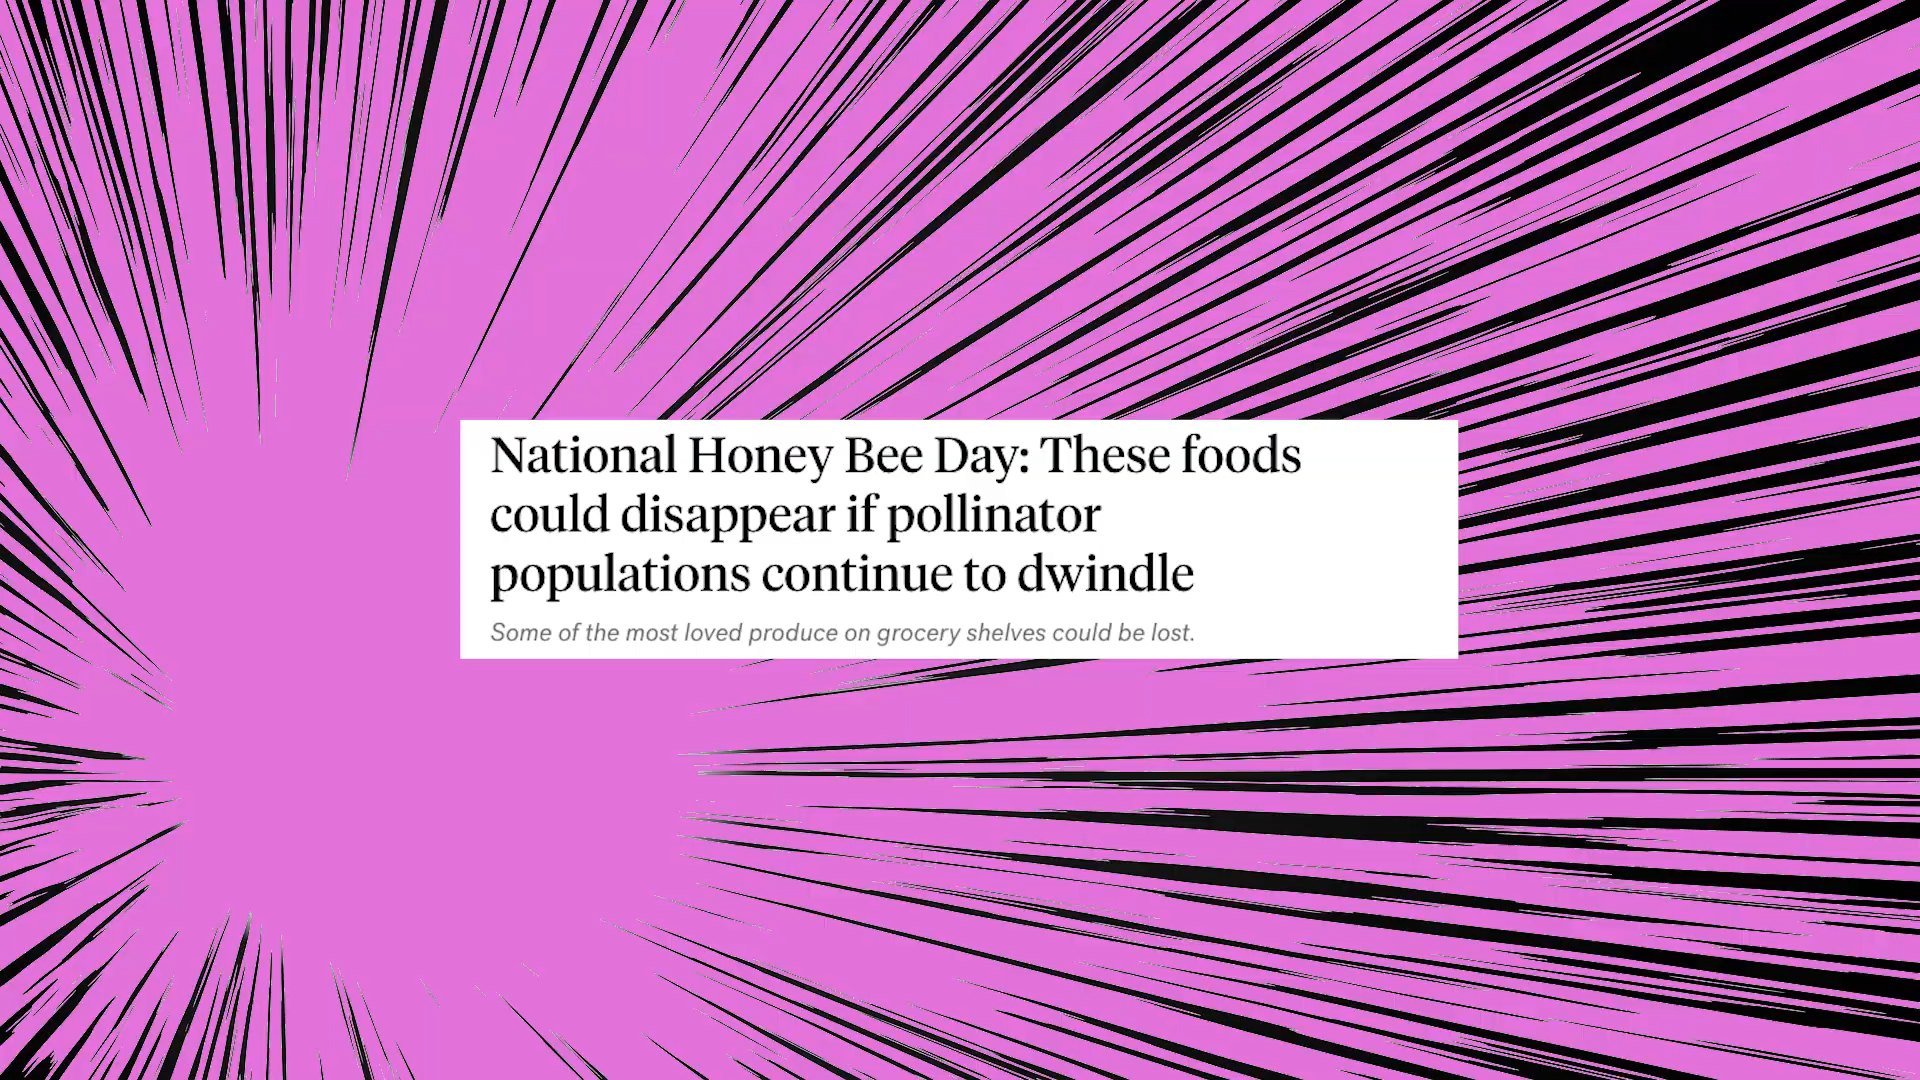 National Honey Bee Day: These foods
could disappear if pollinator
populations continue to dwindle
Some of the most loved produce on grocery shelves could be lost.